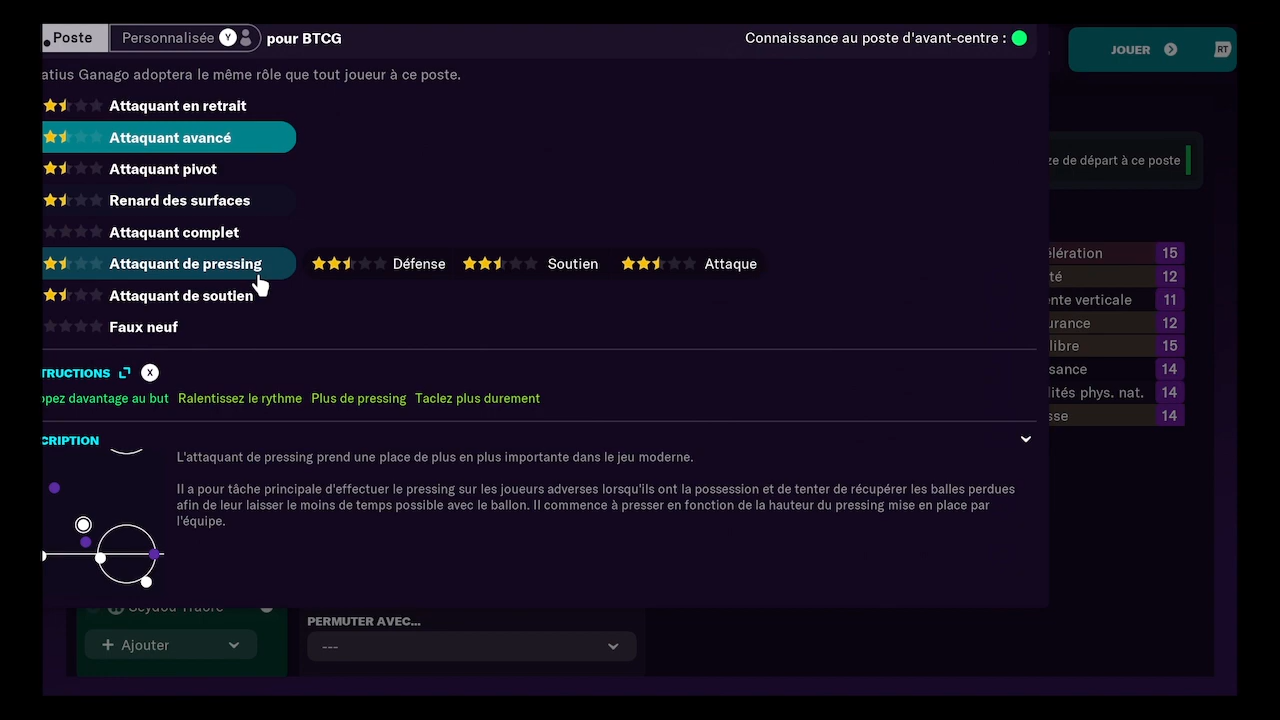 Poste Personnalisée Y pour BTCG Connaissance au poste d'avant-centre :
JOUER RT
atius Ganago adoptera le même rôle que tout joueur à ce poste.
Attaquant en retrait
Attaquant avancé
ze de départ à ce poste
Attaquant pivot
Renard des surfaces
Attaquant complet
Attaquant de pressing Défense Soutien Attaque
Attaquant de soutien
Faux neuf
élération 15
té 12
nte verticale 11
urance 12
libre 15
sance 14
lités phys. nat. 14
sse 14
TRUCTIONS X
ppez davantage au but Ralentissez le rythme Plus de pressing Taclez plus durement
CRIPTION
L'attaquant de pressing prend une place de plus en plus importante dans le jeu moderne.
Il a pour tâche principale d'effectuer le pressing sur les joueurs adverses lorsqu'ils ont la possession et de tenter de récupérer les balles perdues
afin de leur laisser le moins de temps possible avec le ballon. Il commence à presser en fonction de la hauteur du pressing mise en place par
l'équipe.
+ Ajouter
PERMUTER AVEC...
---